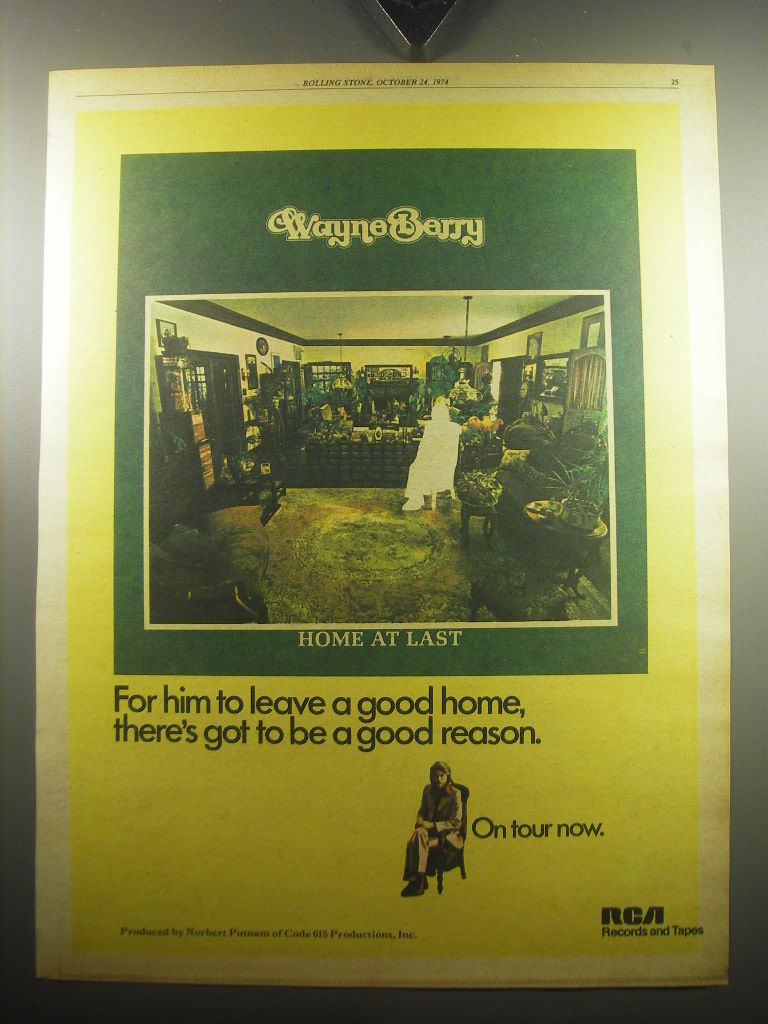 ROLLING STONE, OCTOBER 24, 1974 25
Wayne Berry
HOME AT LAST
For him to leave a good home,
there's got to be a good reason.
On tour now.
Produced by Norbert Putnam of Code 615 Productions, Inc.
RCA
Records and Tapes